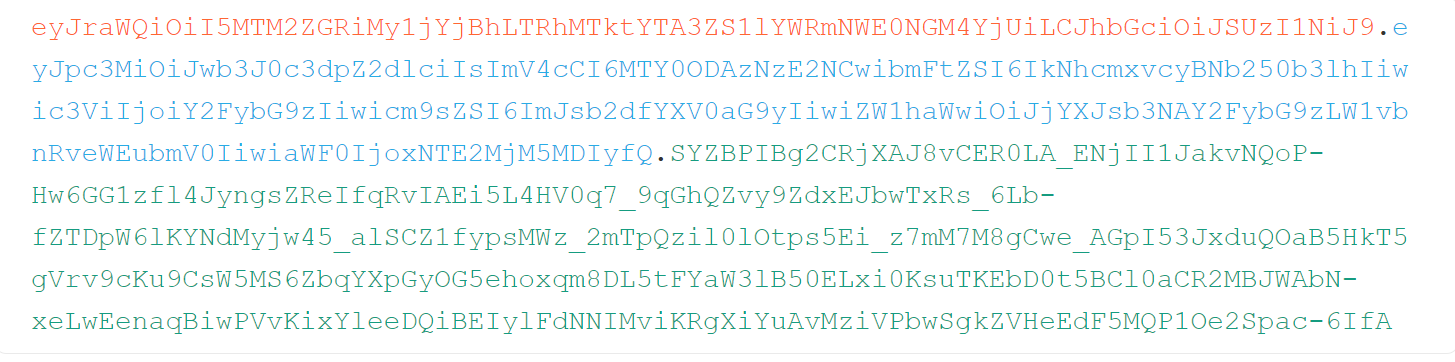 eyJraWQiOiI5MTM2ZGRiMy1jYjBhLTRhMTktYTA3ZS1lYWRmNWE0NGM4YjUiLCJhbGciOiJSUzI1NiJ9.e
yJpc3MiOiJwb3J0c3dpZ2dlciIsImV4cCI6MTY0ODAzNzE2NCwibmFtZSI6IkNhcmxvcyBNb250b3lhIiw
ic3ViIjoiY2FybG9zIiwicm9sZSI6ImJsb2dfYXV0aG9yIiwiZW1haWwiOiJjYXJsb3NAY2FybG9zLW1vb
nRveWEubmV0IiwiaWF0IjoxNTE2MjM5MDIyfQ.SYZBPIBg2CRjXAJ8vCER0LA_ENjII1JakvNQoP-
Hw6GG1zfl4JyngsZReIfqRvIAEi5L4HV0q7_9qGhQZvy9ZdxEJbwTxRs_6Lb-
fZTDpW6lKYNdMyjw45_alSCZ1fypsMWz_2mTpQzil0lOtps5Ei_z7mM7M8gCwe_AGpI53JxduQOaB5HkT5
gVrv9cKu9CsW5MS6ZbqYXpGyOG5ehoxqm8DL5tFYaW3lB50ELxi0KsuTKEbD0t5BCl0aCR2MBJWAbN-
xeLwEenaqBiwPVvKixYleeDQiBEIylFdNNIMviKRgXiYuAvMziVPbwSgkZVHeEdF5MQP1Oe2Spac-6IfA